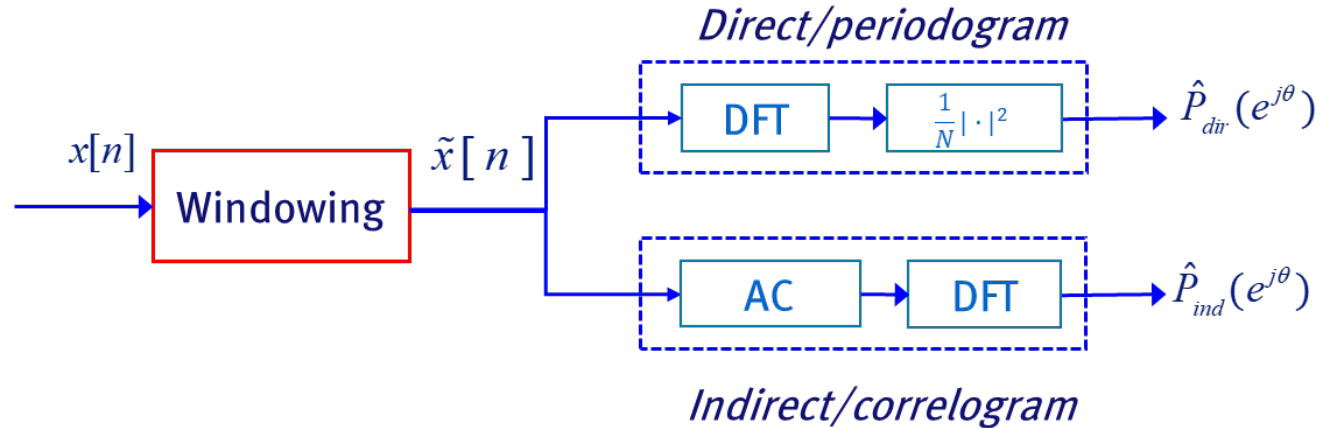 Direct/periodogram
x[n]
Windowing
x̃[ n ]
DFT
1/N |·|²
P̂_dir(e^{jθ})
AC
DFT
P̂_ind(e^{jθ})
Indirect/correlogram